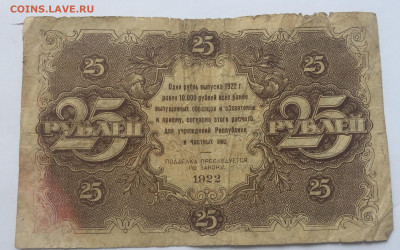 COINS.LAVE.RU
25
25
Один рубль выпуска 1922 г.
равен 10.000 рублей всех ранее
выпущенных образцов и обязателен
к приему, согласно этого расчета,
для учреждений Республики
и частных лиц.
25 РУБЛЕЙ
25 РУБЛЕЙ
ПОДДЕЛКА ПРЕСЛЕДУЕТСЯ
ПО ЗАКОНУ.
1922
25
25
25
25